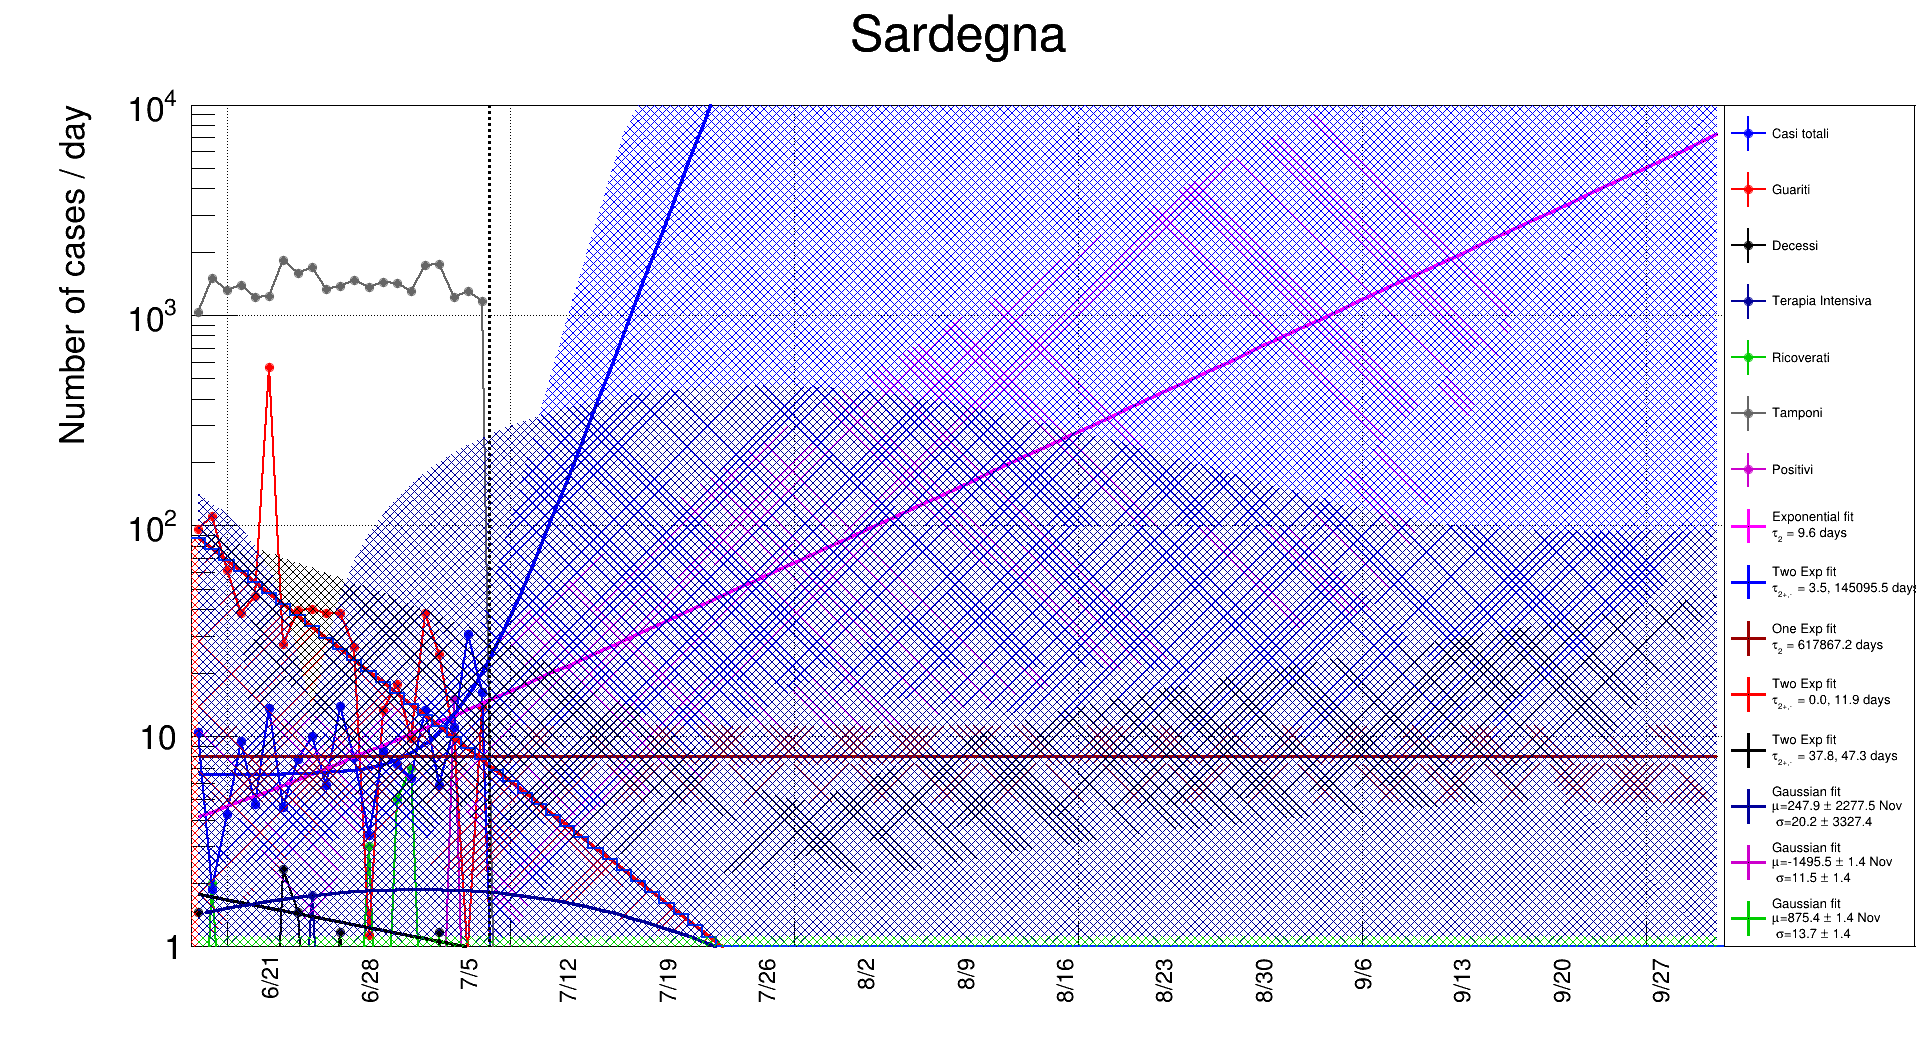 Sardegna
Number of cases / day
10^4
10^3
10^2
10
1
6/21
6/28
7/5
7/12
7/19
7/26
8/2
8/9
8/16
8/23
8/30
9/6
9/13
9/20
9/27
Casi totali
Guariti
Decessi
Terapia Intensiva
Ricoverati
Tamponi
Positivi
Exponential fit
τ₂ = 9.6 days
Two Exp fit
τ₂₊,₋ = 3.5, 145095.5 days
One Exp fit
τ₂ = 617867.2 days
Two Exp fit
τ₂₊,₋ = 0.0, 11.9 days
Two Exp fit
τ₂₊,₋ = 37.8, 47.3 days
Gaussian fit
μ=247.9 ± 2277.5 Nov
σ=20.2 ± 3327.4
Gaussian fit
μ=-1495.5 ± 1.4 Nov
σ=11.5 ± 1.4
Gaussian fit
μ=875.4 ± 1.4 Nov
σ=13.7 ± 1.4